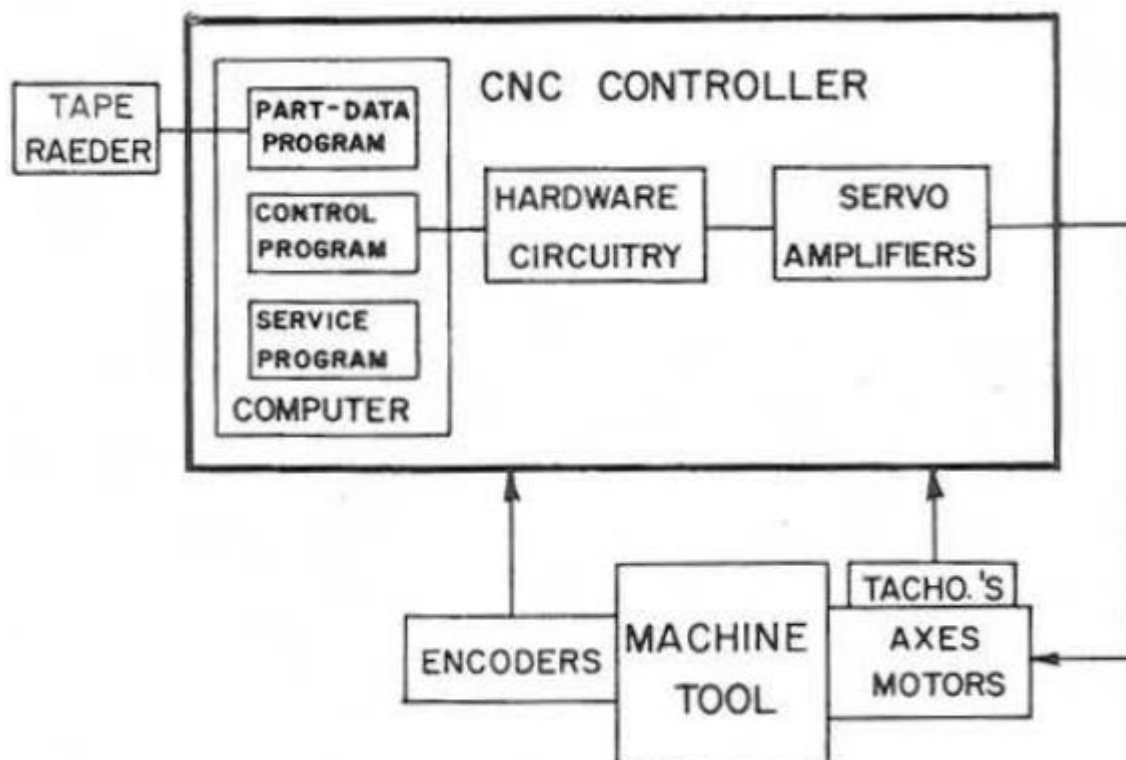 CNC CONTROLLER
TAPE
RAEDER
PART-DATA
PROGRAM
CONTROL
PROGRAM
SERVICE
PROGRAM
COMPUTER
HARDWARE
CIRCUITRY
SERVO
AMPLIFIERS
ENCODERS
MACHINE
TOOL
TACHO.'S
AXES
MOTORS